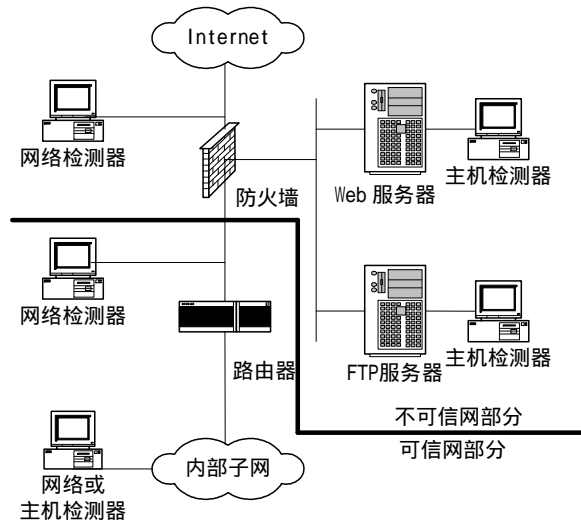 Internet
网络检测器
防火墙
Web 服务器
主机检测器
网络检测器
路由器
FTP服务器
主机检测器
不可信网部分
可信网部分
内部子网
网络或
主机检测器